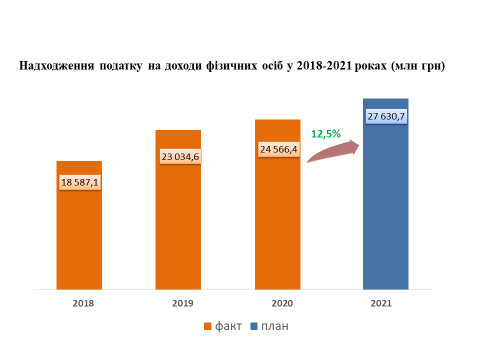 Надходження податку на доходи фізичних осіб у 2018-2021 роках (млн грн)
27 630,7
12,5%
24 566,4
23 034,6
18 587,1
2018 2019 2020 2021
факт план